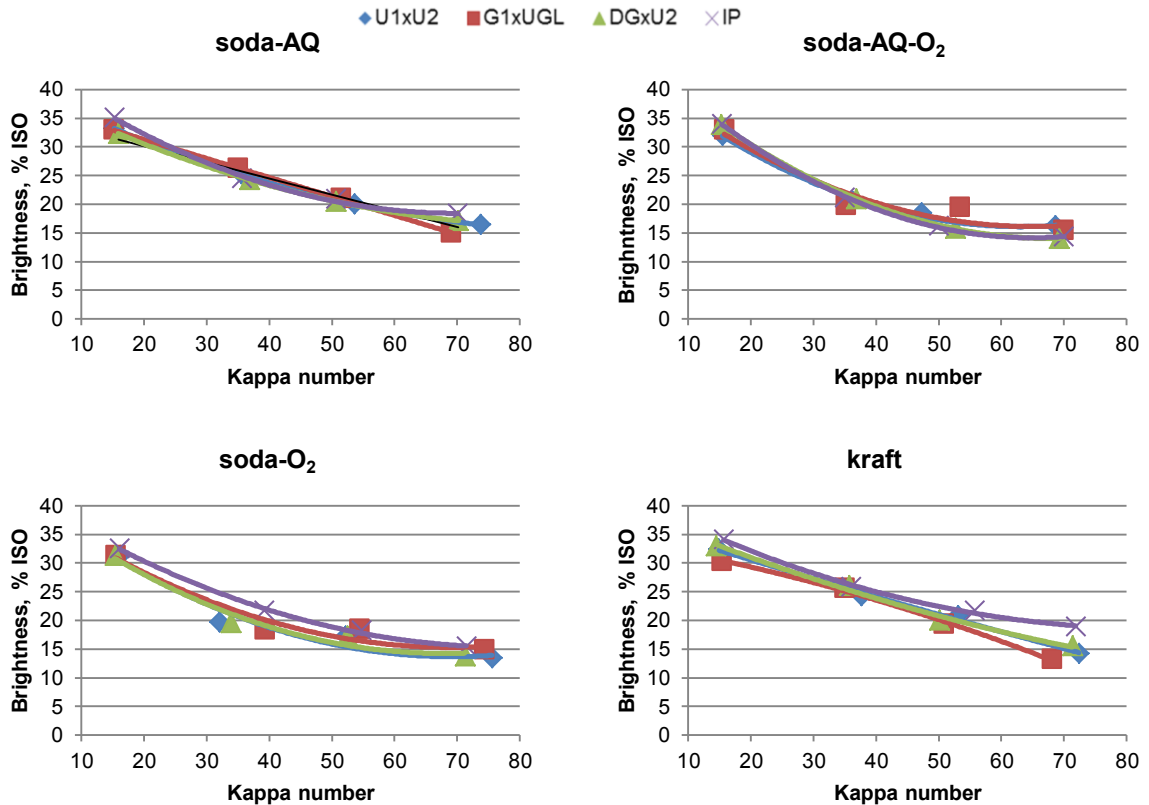 U1xU2 G1xUGL DGxU2 IP
soda-AQ
Brightness, % ISO
40
35
30
25
20
15
10
5
0
10 20 30 40 50 60 70 80
Kappa number
soda-AQ-O2
Brighntness, % ISO
40
35
30
25
20
15
10
5
0
10 20 30 40 50 60 70 80
Kappa number
soda-O2
Brightness, % ISO
40
35
30
25
20
15
10
5
0
10 20 30 40 50 60 70 80
Kappa number
kraft
Brightness, % ISO
40
35
30
25
20
15
10
5
0
10 20 30 40 50 60 70 80
Kappa number